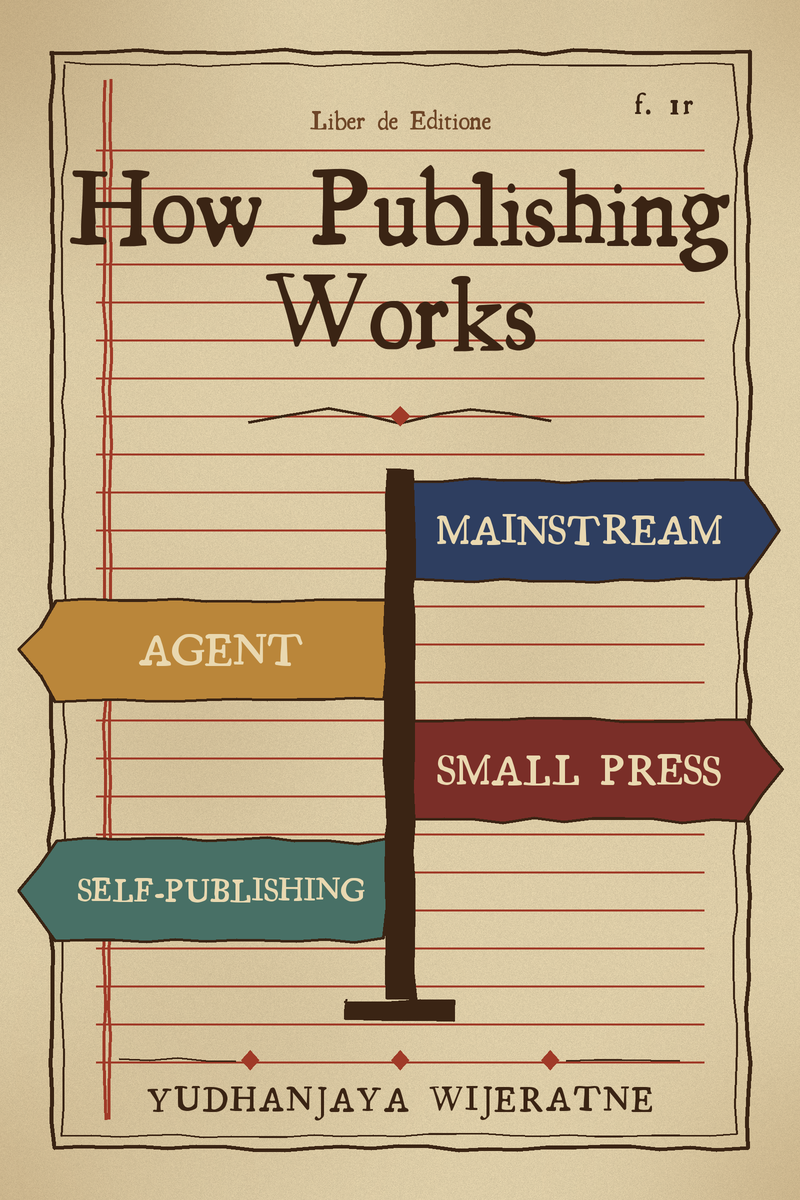 f. 1r
Liber de Editione
How Publishing
Works
MAINSTREAM
AGENT
SMALL PRESS
SELF-PUBLISHING
YUDHANJAYA WIJERATNE